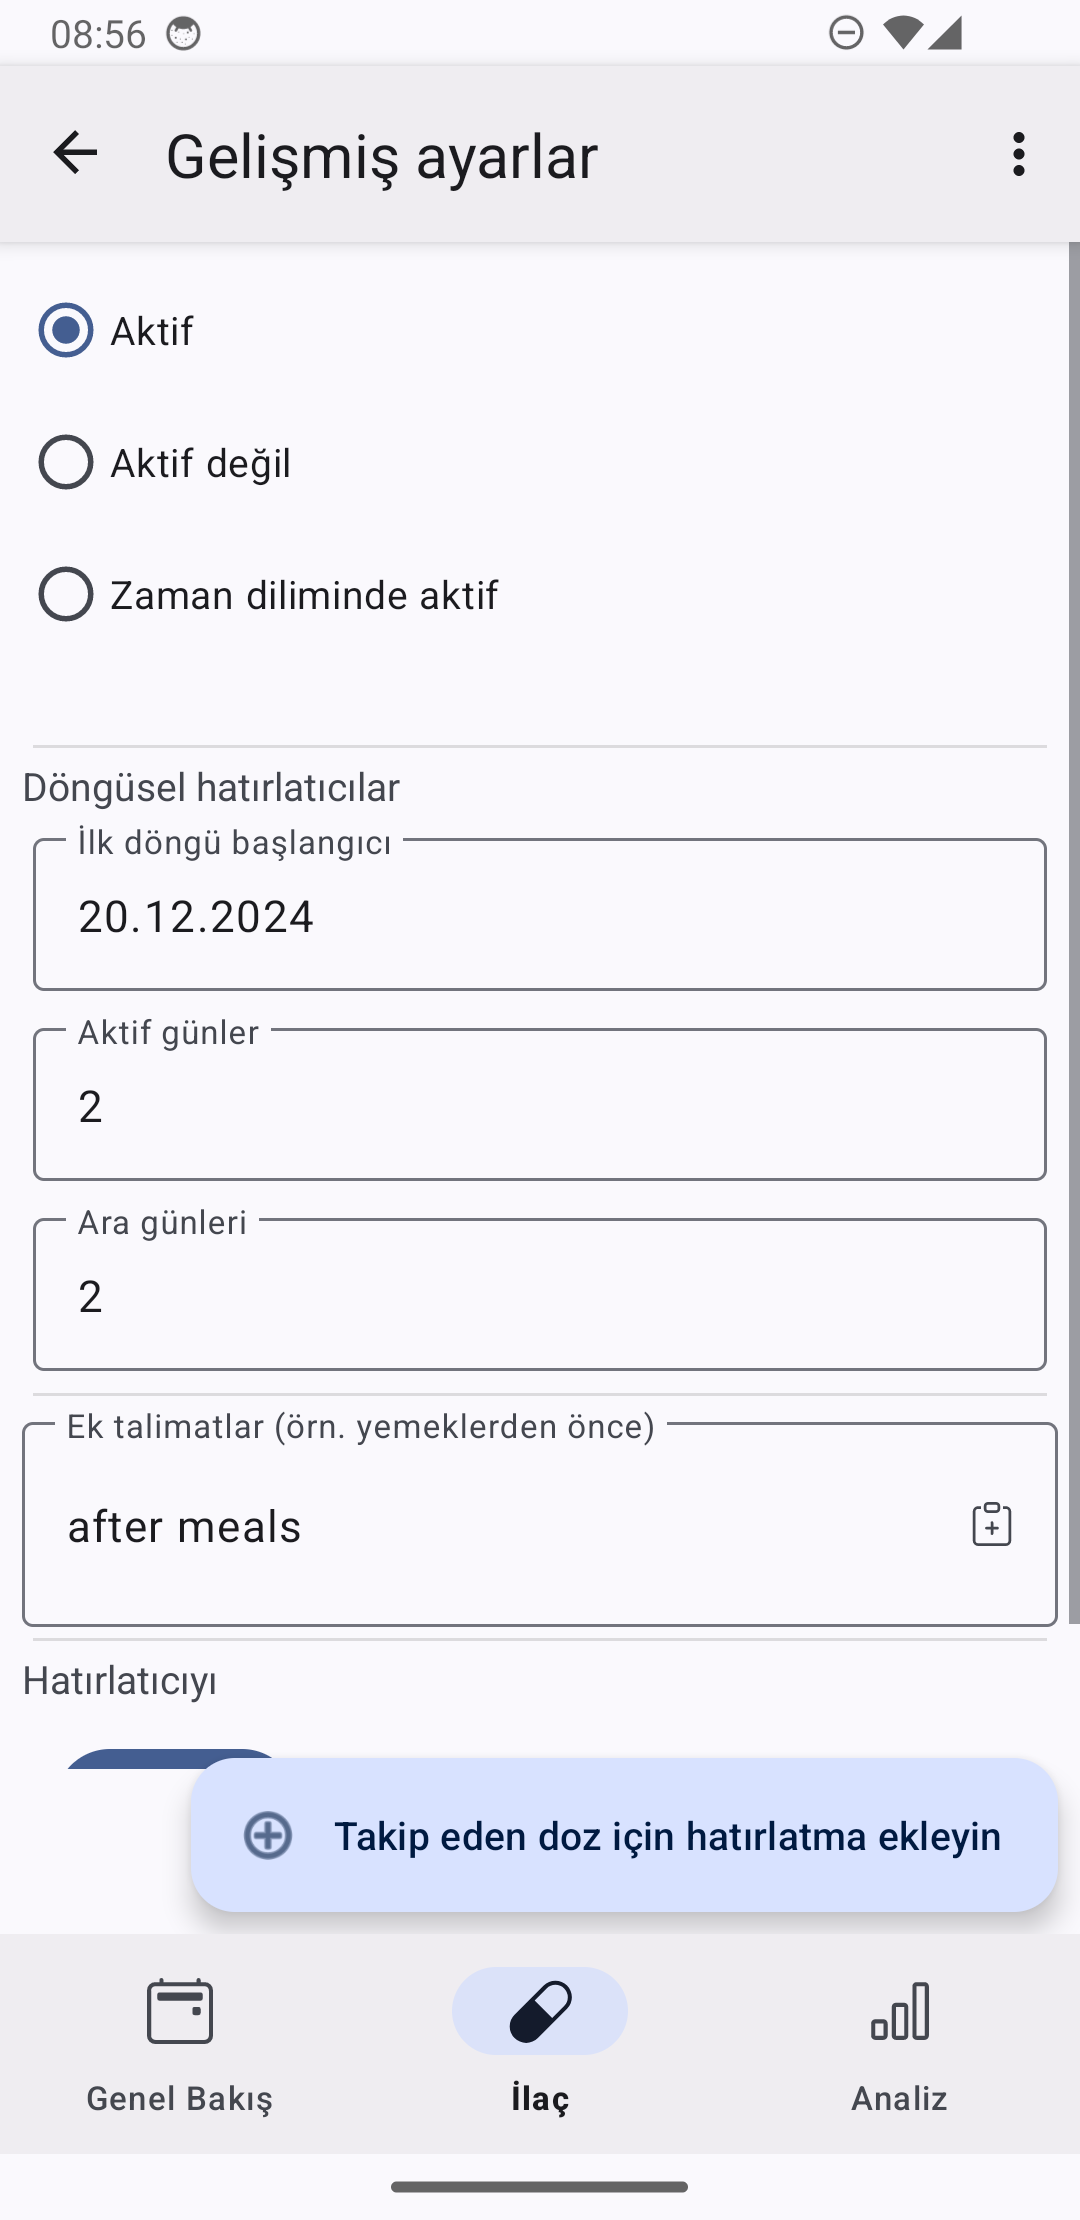 08:56
Gelişmiş ayarlar
Aktif
Aktif değil
Zaman diliminde aktif
Döngüsel hatırlatıcılar
İlk döngü başlangıcı
20.12.2024
Aktif günler
2
Ara günleri
2
Ek talimatlar (örn. yemeklerden önce)
after meals
Hatırlatıcıyı
Takip eden doz için hatırlatma ekleyin
Genel Bakış
İlaç
Analiz